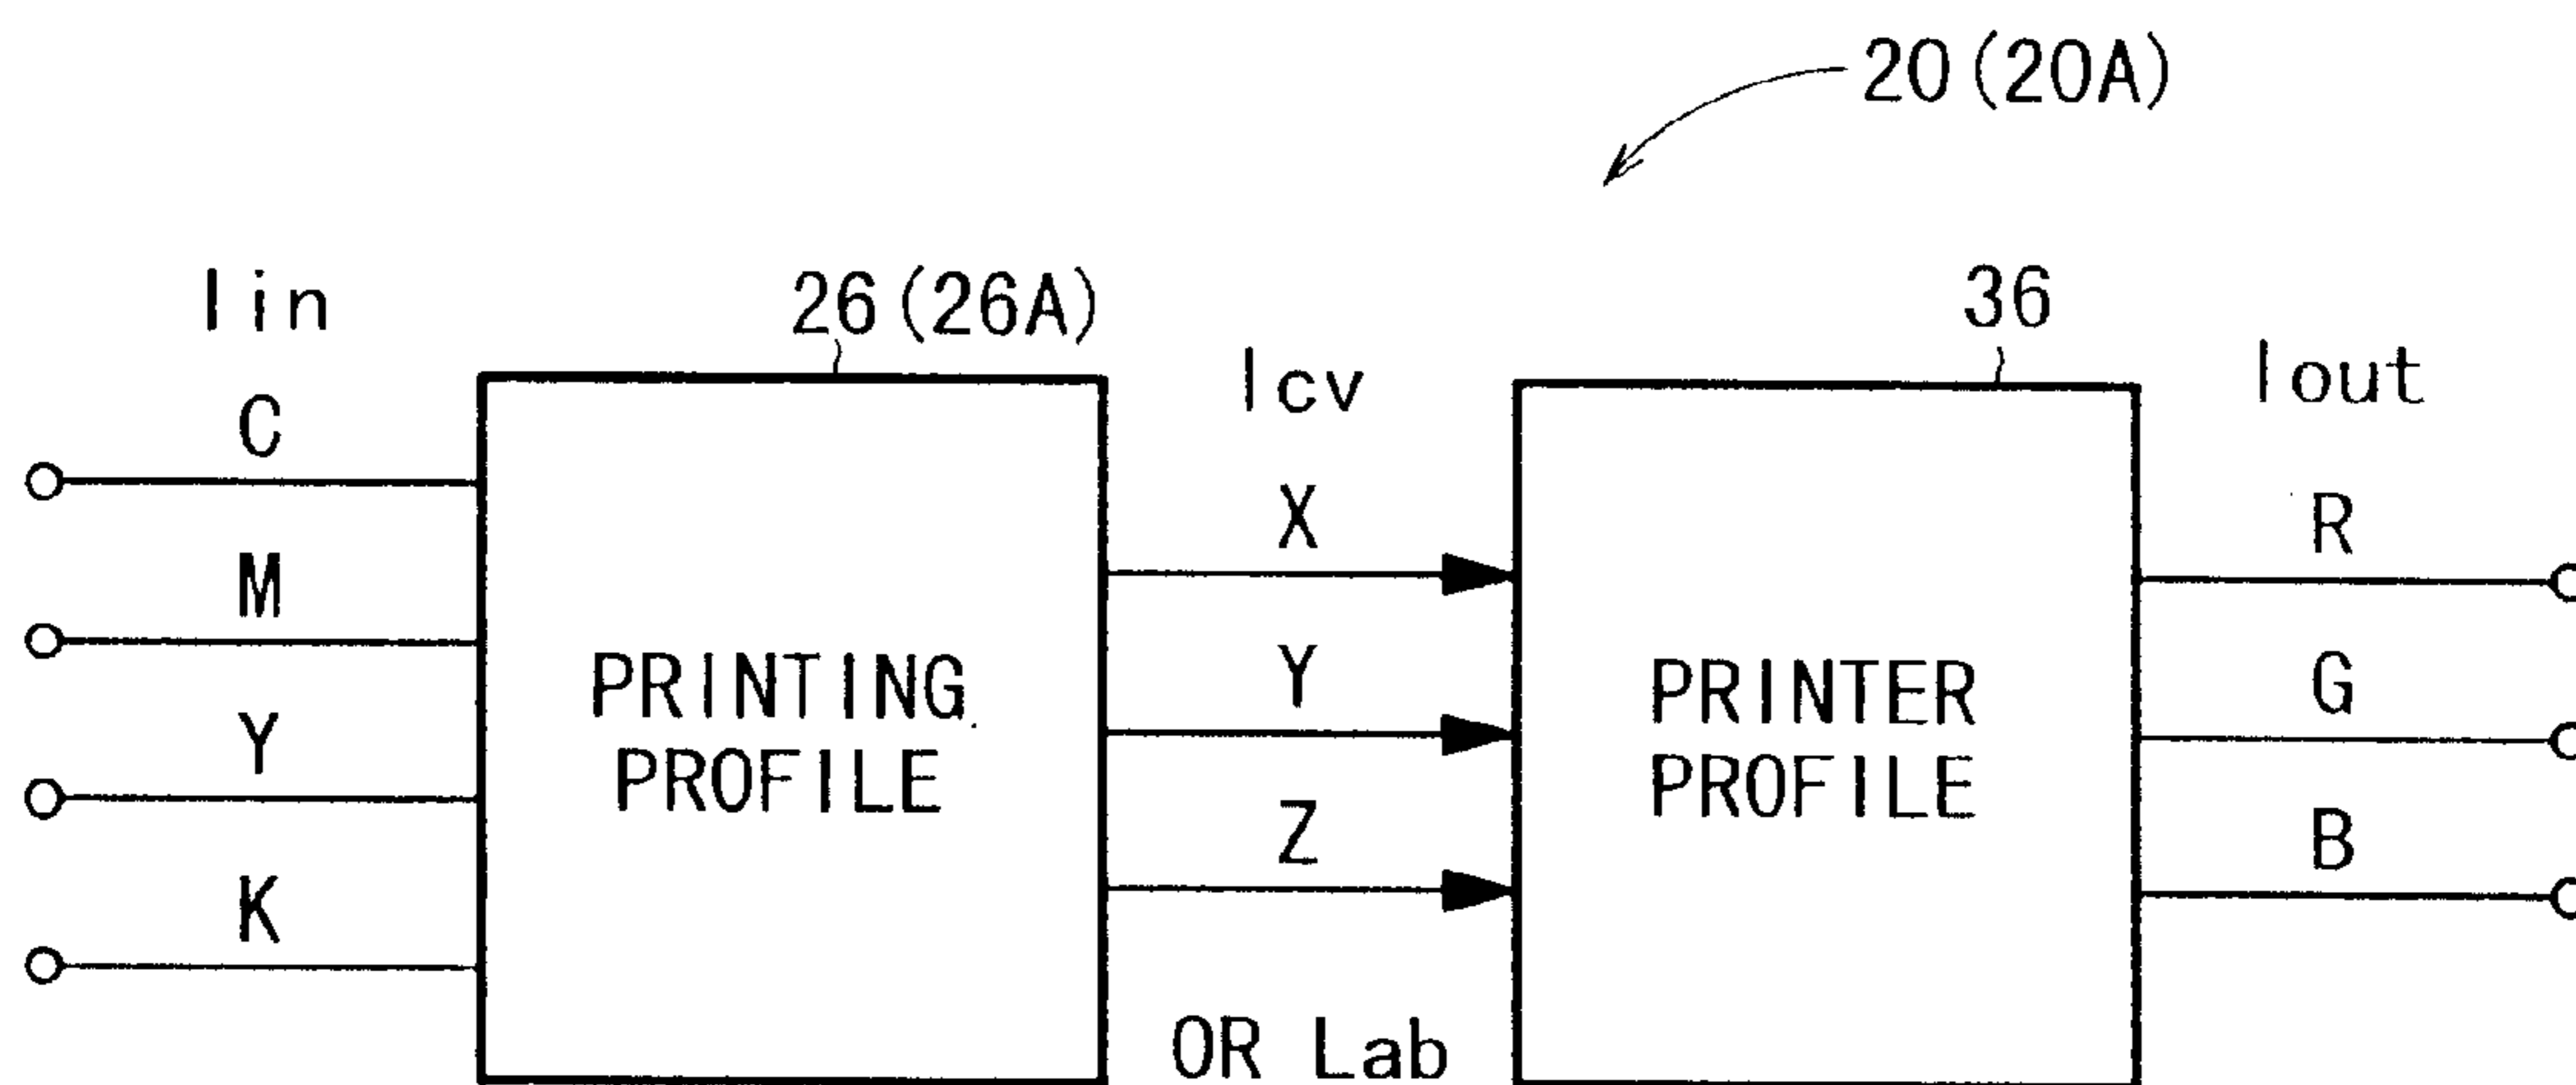 20(20A)
Iin
26(26A)
Icv
36
Iout
C
M
Y
K
PRINTING
PROFILE
X
Y
Z
OR Lab
PRINTER
PROFILE
R
G
B